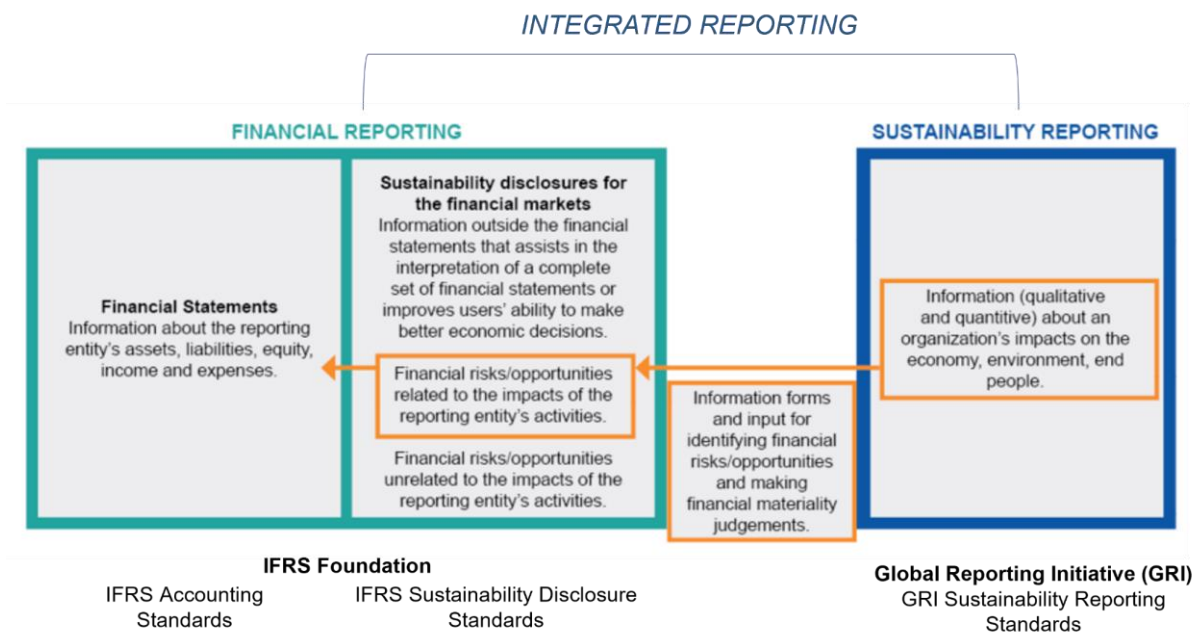 INTEGRATED REPORTING
FINANCIAL REPORTING
Financial Statements
Information about the reporting
entity's assets, liabilities, equity,
income and expenses.
Sustainability disclosures for
the financial markets
Information outside the financial
statements that assists in the
interpretation of a complete
set of financial statements or
improves users' ability to make
better economic decisions.
Financial risks/opportunities
related to the impacts of the
reporting entity's activities.
Financial risks/opportunities
unrelated to the impacts of the
reporting entity's activities.
Information forms
and input for
identifying financial
risks/opportunities
and making
financial materiality
judgements.
SUSTAINABILITY REPORTING
Information (qualitative
and quantitive) about an
organization's impacts on the
economy, environment, end
people.
IFRS Foundation
IFRS Accounting
Standards
IFRS Sustainability Disclosure
Standards
Global Reporting Initiative (GRI)
GRI Sustainability Reporting
Standards